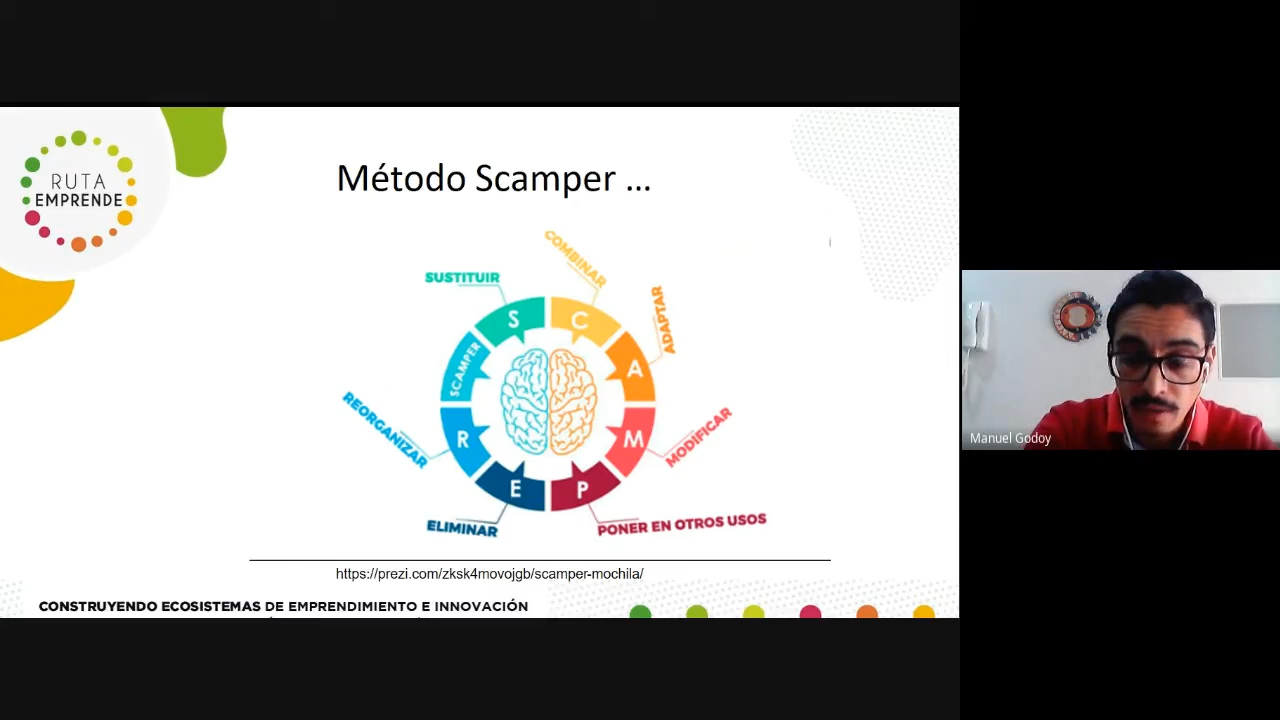 RUTA
EMPRENDE
Método Scamper ...
COMBINAR
SUSTITUIR
ADAPTAR
S
C
SCAMPER
A
REORGANIZAR
R
M
MODIFICAR
E
P
ELIMINAR
PONER EN OTROS USOS
https://prezi.com/zksk4movojgb/scamper-mochila/
CONSTRUYENDO ECOSISTEMAS DE EMPRENDIMIENTO E INNOVACIÓN
Manuel Godoy